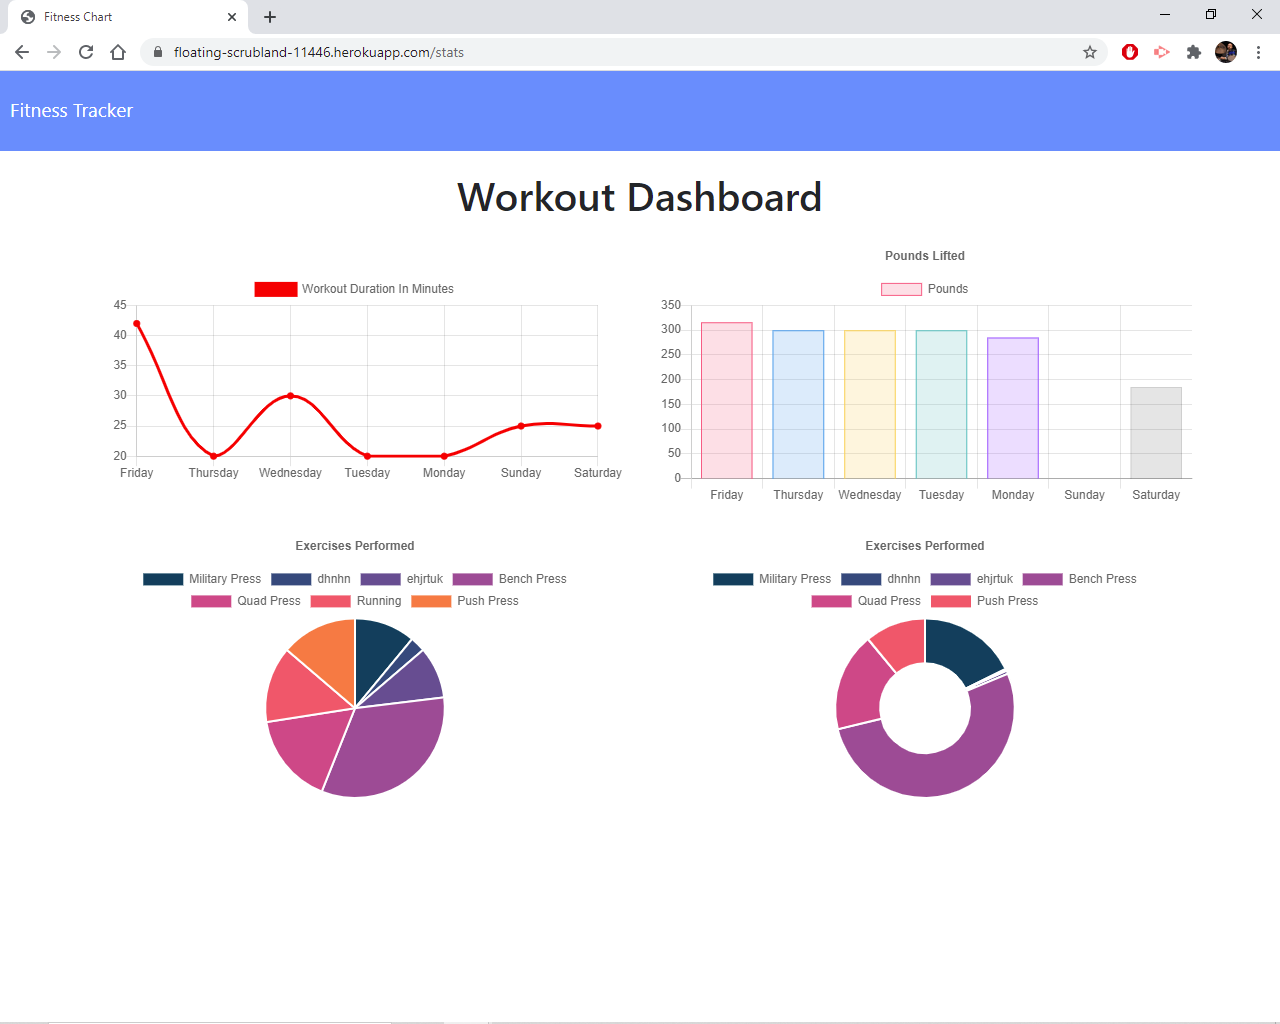 Fitness Chart
floating-scrubland-11446.herokuapp.com/stats
Fitness Tracker
Workout Dashboard
Workout Duration In Minutes
45
40
35
30
25
20
Friday Thursday Wednesday Tuesday Monday Sunday Saturday
Pounds Lifted
Pounds
350
300
250
200
150
100
50
0
Friday Thursday Wednesday Tuesday Monday Sunday Saturday
Exercises Performed
Military Press dhnhn ehjrtuk Bench Press
Quad Press Running Push Press
Exercises Performed
Military Press dhnhn ehjrtuk Bench Press
Quad Press Push Press